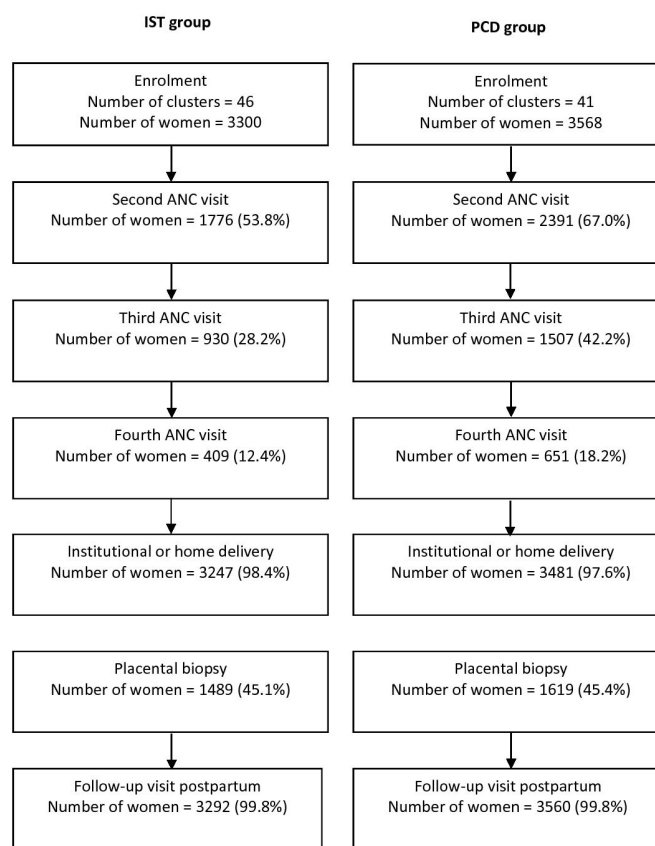 IST group
PCD group
Enrolment
Number of clusters = 46
Number of women = 3300
Enrolment
Number of clusters = 41
Number of women = 3568
Second ANC visit
Number of women = 1776 (53.8%)
Second ANC visit
Number of women = 2391 (67.0%)
Third ANC visit
Number of women = 930 (28.2%)
Third ANC visit
Number of women = 1507 (42.2%)
Fourth ANC visit
Number of women = 409 (12.4%)
Fourth ANC visit
Number of women = 651 (18.2%)
Institutional or home delivery
Number of women = 3247 (98.4%)
Institutional or home delivery
Number of women = 3481 (97.6%)
Placental biopsy
Number of women = 1489 (45.1%)
Placental biopsy
Number of women = 1619 (45.4%)
Follow-up visit postpartum
Number of women = 3292 (99.8%)
Follow-up visit postpartum
Number of women = 3560 (99.8%)